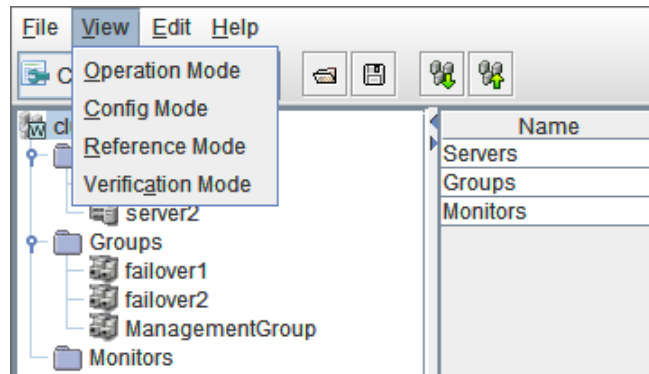 File View Edit Help
Operation Mode
Config Mode
Reference Mode
Verification Mode
server2
Groups
failover1
failover2
ManagementGroup
Monitors
Name
Servers
Groups
Monitors